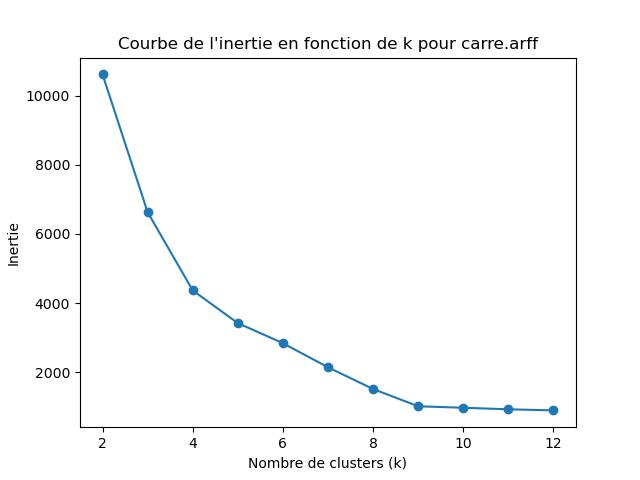 Courbe de l'inertie en fonction de k pour carre.arff
10000
8000
6000
4000
2000
Inertie
2 4 6 8 10 12
Nombre de clusters (k)